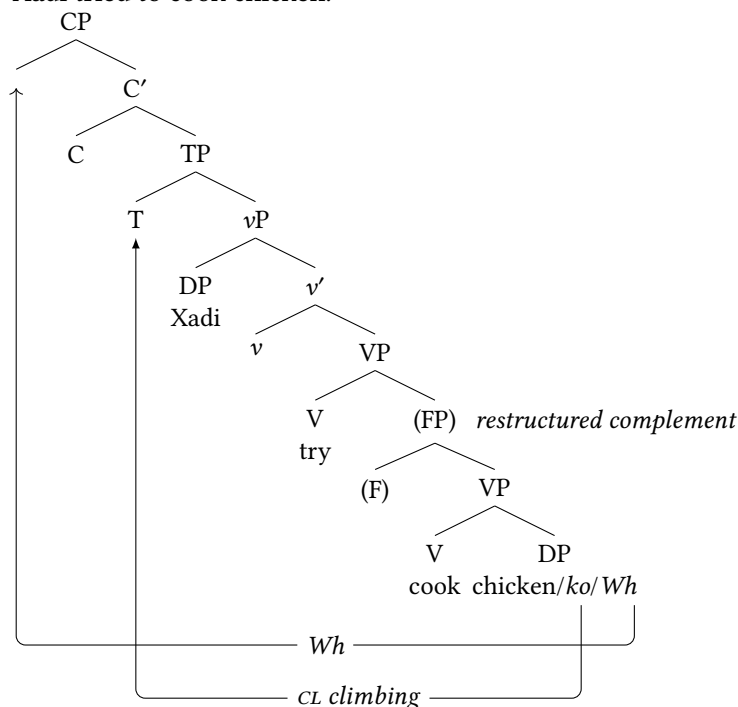 Xadi tried to cook chicken.
CP
C′
C TP
T vP
DP v′
Xadi
v VP
V (FP) restructured complement
try
(F) VP
V DP
cook chicken/ko/Wh
Wh
CL climbing